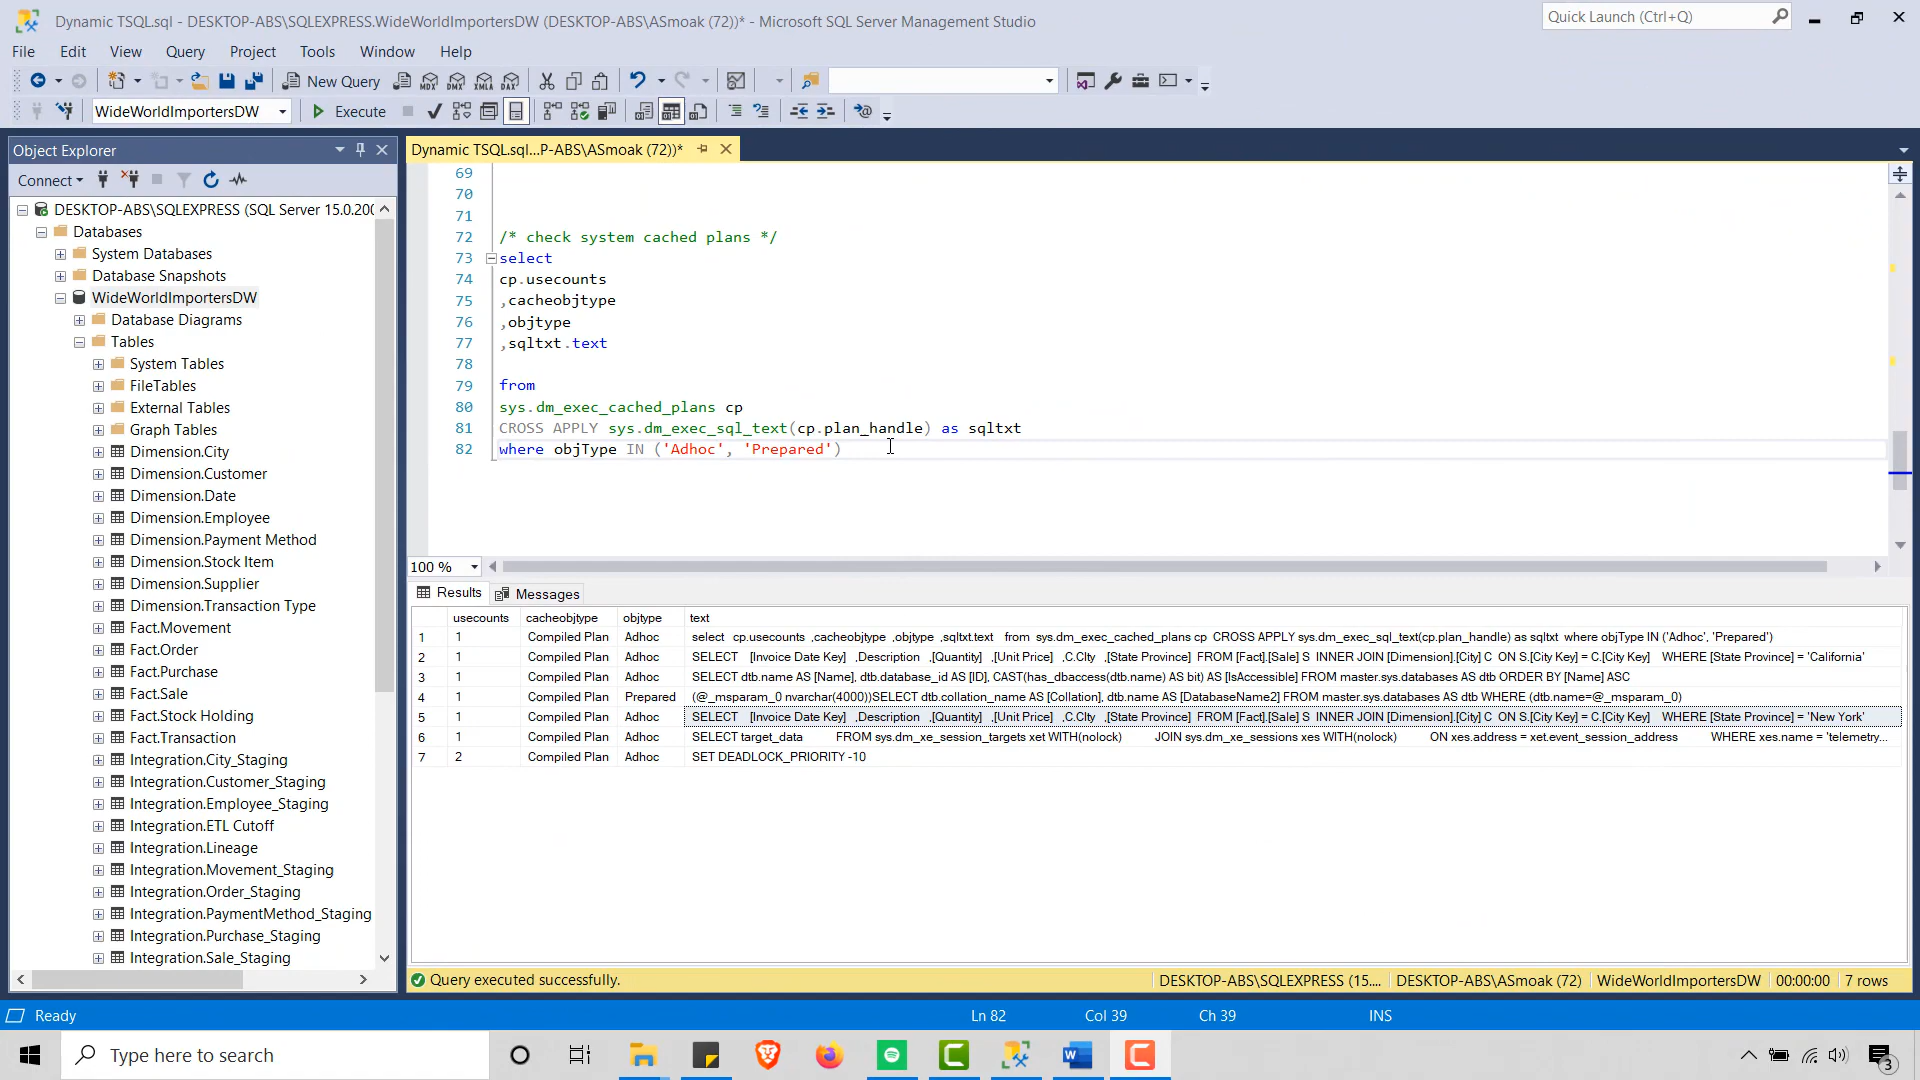 Dynamic TSQL.sql - DESKTOP-ABS\SQLEXPRESS.WideWorldImportersDW (DESKTOP-ABS\ASmoak (72))* - Microsoft SQL Server Management Studio
Quick Launch (Ctrl+Q)
File Edit View Query Project Tools Window Help
New Query
MDX DMX XMLA DAX
WideWorldImportersDW
Execute
Object Explorer
Dynamic TSQL.sql...P-ABS\ASmoak (72))*
Connect
DESKTOP-ABS\SQLEXPRESS (SQL Server 15.0.200
Databases
System Databases
Database Snapshots
WideWorldImportersDW
Database Diagrams
Tables
System Tables
FileTables
External Tables
Graph Tables
Dimension.City
Dimension.Customer
Dimension.Date
Dimension.Employee
Dimension.Payment Method
Dimension.Stock Item
Dimension.Supplier
Dimension.Transaction Type
Fact.Movement
Fact.Order
Fact.Purchase
Fact.Sale
Fact.Stock Holding
Fact.Transaction
Integration.City_Staging
Integration.Customer_Staging
Integration.Employee_Staging
Integration.ETL Cutoff
Integration.Lineage
Integration.Movement_Staging
Integration.Order_Staging
Integration.PaymentMethod_Staging
Integration.Purchase_Staging
Integration.Sale_Staging
69
70
71
72 /* check system cached plans */
73 select
74 cp.usecounts
75 ,cacheobjtype
76 ,objtype
77 ,sqltxt.text
78
79 from
80 sys.dm_exec_cached_plans cp
81 CROSS APPLY sys.dm_exec_sql_text(cp.plan_handle) as sqltxt
82 where objType IN ('Adhoc', 'Prepared')
100 %
Results Messages
usecounts cacheobjtype objtype text
1 1 Compiled Plan Adhoc select cp.usecounts ,cacheobjtype ,objtype ,sqltxt.text from sys.dm_exec_cached_plans cp CROSS APPLY sys.dm_exec_sql_text(cp.plan_handle) as sqltxt where objType IN ('Adhoc', 'Prepared')
2 1 Compiled Plan Adhoc SELECT [Invoice Date Key] ,Description ,[Quantity] ,[Unit Price] ,C.CIty ,[State Province] FROM [Fact].[Sale] S INNER JOIN [Dimension].[City] C ON S.[City Key] = C.[City Key] WHERE [State Province] = 'California'
3 1 Compiled Plan Adhoc SELECT dtb.name AS [Name], dtb.database_id AS [ID], CAST(has_dbaccess(dtb.name) AS bit) AS [IsAccessible] FROM master.sys.databases AS dtb ORDER BY [Name] ASC
4 1 Compiled Plan Prepared (@_msparam_0 nvarchar(4000))SELECT dtb.collation_name AS [Collation], dtb.name AS [DatabaseName2] FROM master.sys.databases AS dtb WHERE (dtb.name=@_msparam_0)
5 1 Compiled Plan Adhoc SELECT [Invoice Date Key] ,Description ,[Quantity] ,[Unit Price] ,C.CIty ,[State Province] FROM [Fact].[Sale] S INNER JOIN [Dimension].[City] C ON S.[City Key] = C.[City Key] WHERE [State Province] = 'New York'
6 1 Compiled Plan Adhoc SELECT target_data FROM sys.dm_xe_session_targets xet WITH(nolock) JOIN sys.dm_xe_sessions xes WITH(nolock) ON xes.address = xet.event_session_address WHERE xes.name = 'telemetry...
7 2 Compiled Plan Adhoc SET DEADLOCK_PRIORITY -10
Query executed successfully.
DESKTOP-ABS\SQLEXPRESS (15.... DESKTOP-ABS\ASmoak (72) WideWorldImportersDW 00:00:00 7 rows
Ready Ln 82 Col 39 Ch 39 INS
Type here to search
3